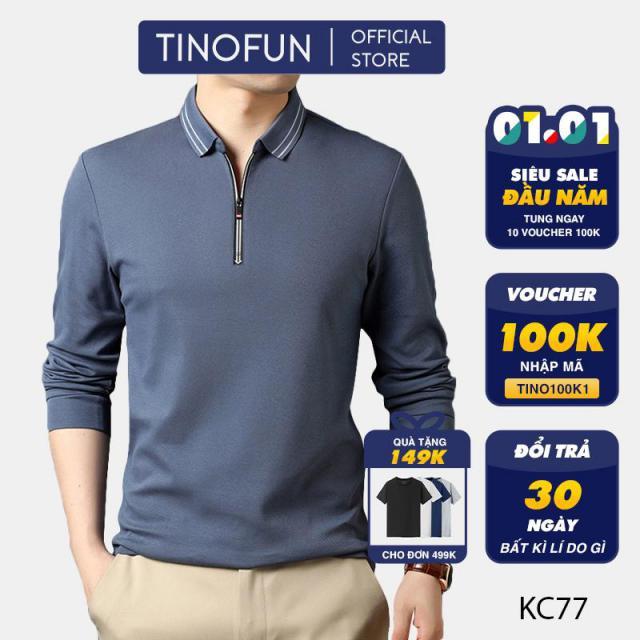 TINOFUN
OFFICIAL
STORE
01.01
SIÊU SALE
ĐẦU NĂM
TUNG NGAY
10 VOUCHER 100K
VOUCHER
100K
NHẬP MÃ
TINO100K1
QUÀ TẶNG
149K
CHO ĐƠN 499K
ĐỔI TRẢ
30
NGÀY
BẤT KÌ LÍ DO GÌ
KC77